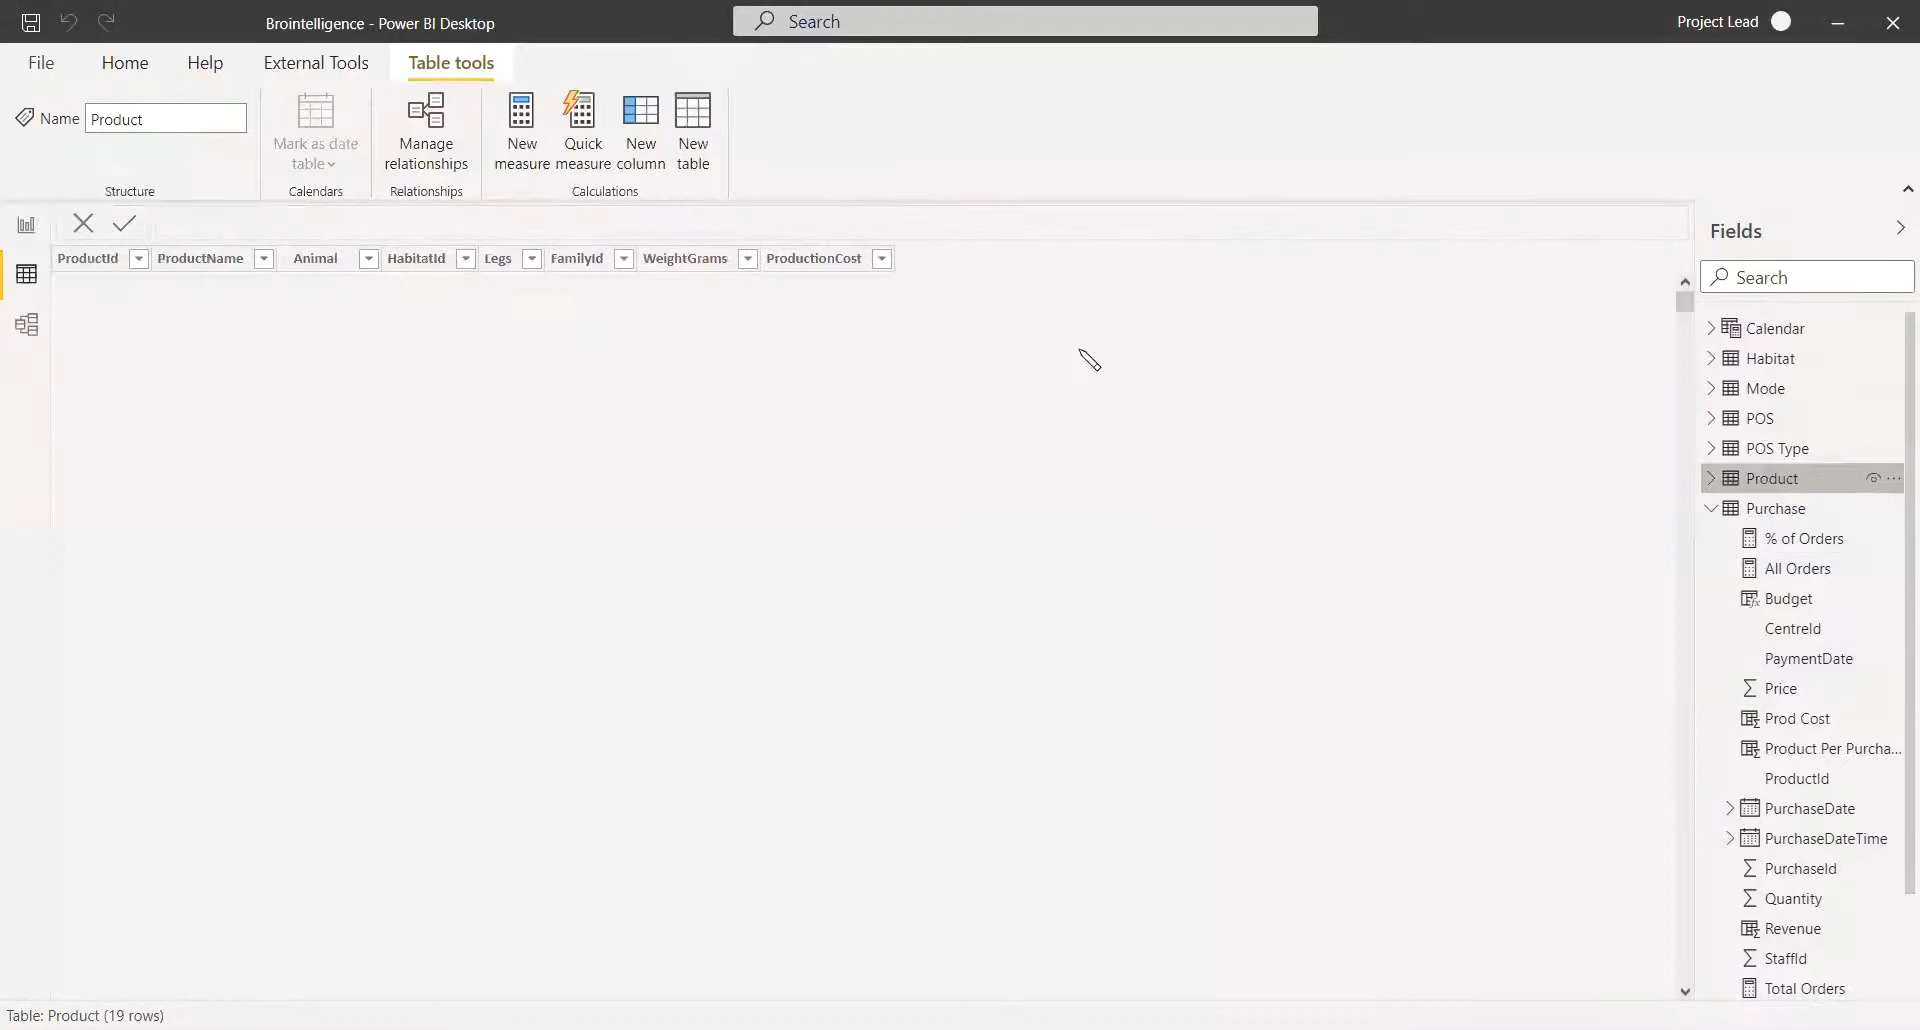 Brointelligence - Power BI Desktop
Search
Project Lead
File
Home
Help
External Tools
Table tools
Name
Product
Mark as date
table
Manage
relationships
New
measure
Quick
measure
New
column
New
table
Structure
Calendars
Relationships
Calculations
ProductId
ProductName
Animal
HabitatId
Legs
FamilyId
WeightGrams
ProductionCost
Fields
Search
Calendar
Habitat
Mode
POS
POS Type
Product
Purchase
% of Orders
All Orders
Budget
CentreId
PaymentDate
Price
Prod Cost
Product Per Purcha...
ProductId
PurchaseDate
PurchaseDateTime
PurchaseId
Quantity
Revenue
StaffId
Total Orders
Table: Product (19 rows)